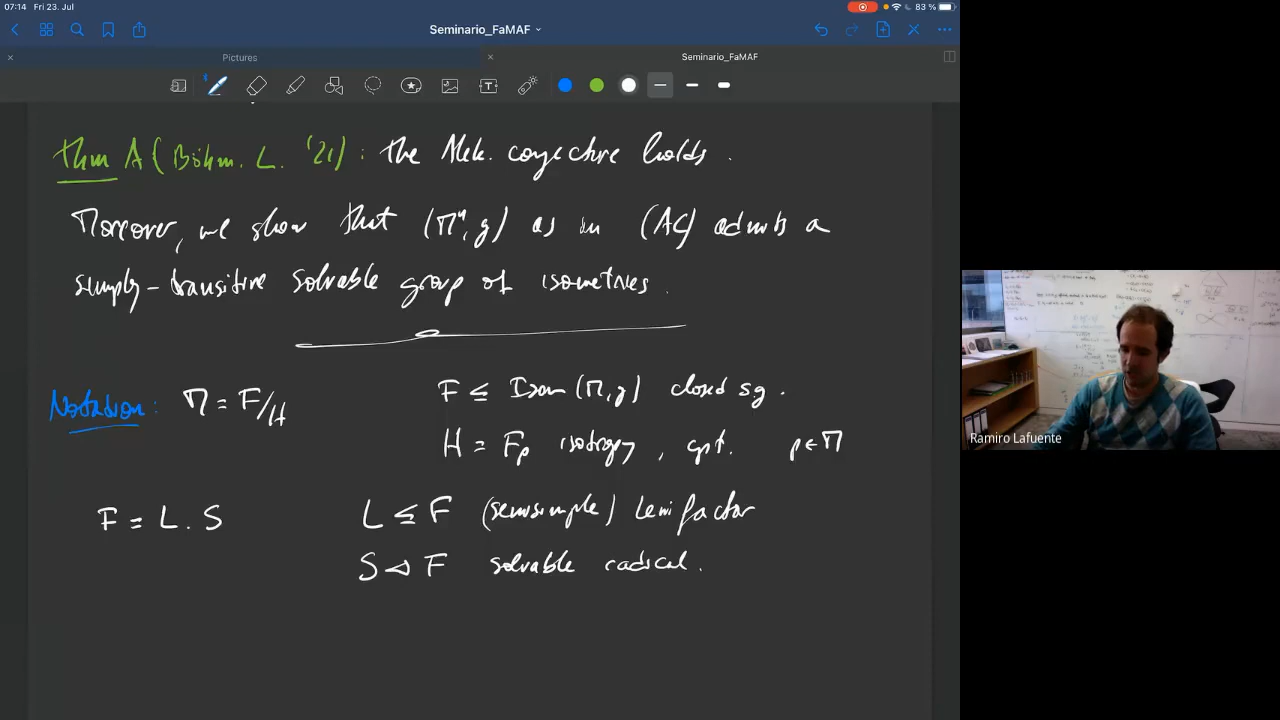 07:14 Fri 23. Jul
83 %
Seminario_FaMAF
Pictures
Seminario_FaMAF
thm A (Böhm. L. '21) : the Alek. conjecture holds .
Moreover, we show that (Mⁿ, g) as in (AC) admits a
simply-transitive solvable group of isometries .
Notation : M = F/H
F ≤ Isom (M, g) closed sg .
H = Fₚ isotropy , cpt. p ∈ M
F = L . S
L ≤ F (semisimple) Levi factor
S ◁ F solvable radical .
Ramiro Lafuente